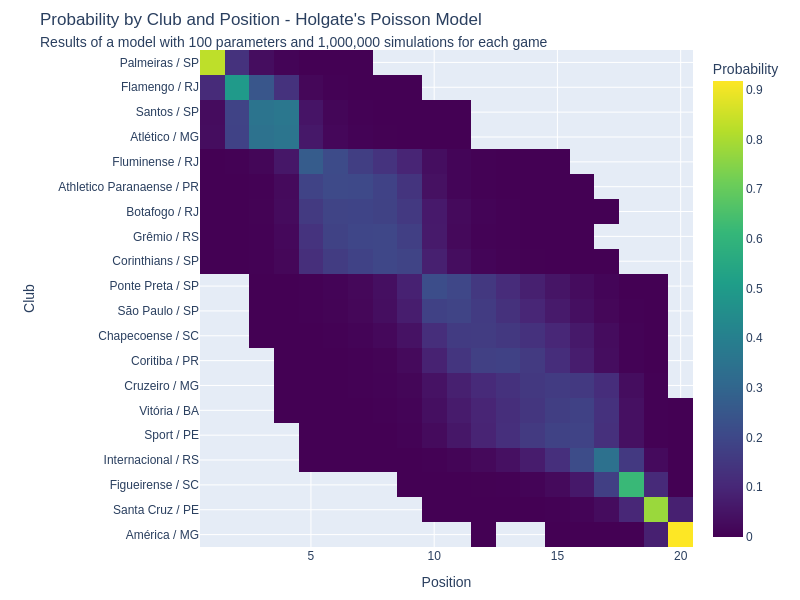 Probability by Club and Position - Holgate's Poisson Model
Results of a model with 100 parameters and 1,000,000 simulations for each game
Probability
Palmeiras / SP
Flamengo / RJ
Santos / SP
Atlético / MG
Fluminense / RJ
Athletico Paranaense / PR
Botafogo / RJ
Grêmio / RS
Corinthians / SP
Ponte Preta / SP
São Paulo / SP
Chapecoense / SC
Coritiba / PR
Cruzeiro / MG
Vitória / BA
Sport / PE
Internacional / RS
Figueirense / SC
Santa Cruz / PE
América / MG
Club
5
10
15
20
Position
0.9
0.8
0.7
0.6
0.5
0.4
0.3
0.2
0.1
0